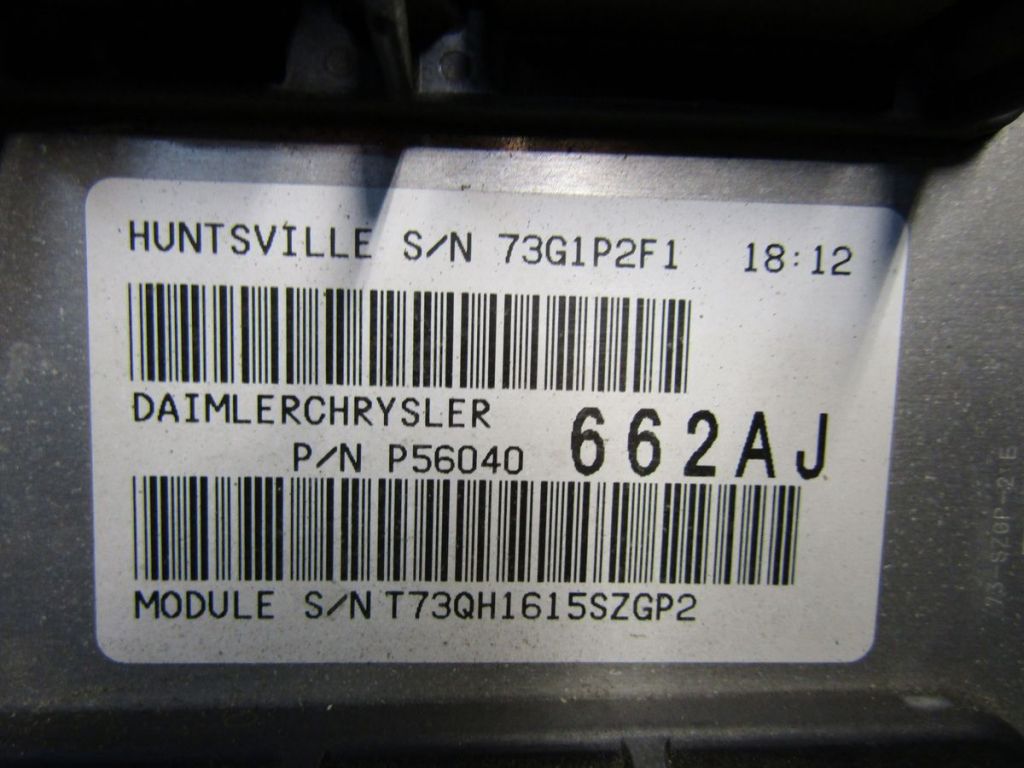 HUNTSVILLE S/N 73G1P2F1 18:12
DAIMLERCHRYSLER
P/N P56040 662AJ
MODULE S/N T73QH1615SZGP2